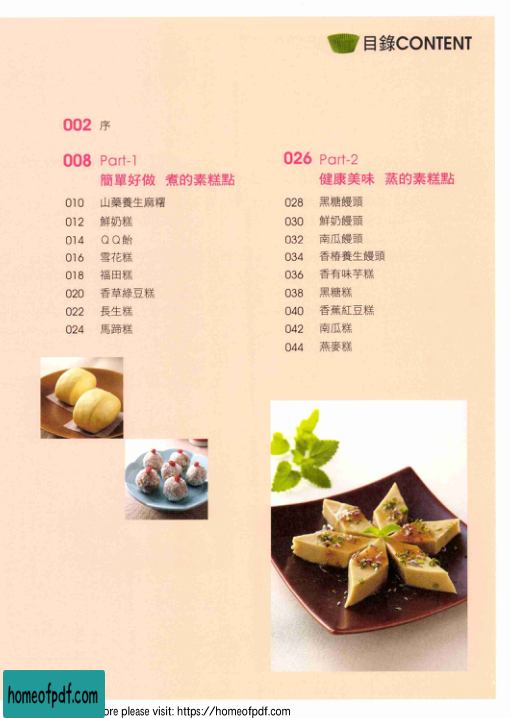 目錄CONTENT
002 序
008 Part-1
簡單好做 煮的素糕點
010 山藥養生麻糬
012 鮮奶糕
014 ＱＱ飴
016 雪花糕
018 福田糕
020 香草綠豆糕
022 長生糕
024 馬蹄糕
026 Part-2
健康美味 蒸的素糕點
028 黑糖饅頭
030 鮮奶饅頭
032 南瓜饅頭
034 香椿養生饅頭
036 香有味芋糕
038 黑糖糕
040 香蕉紅豆糕
042 南瓜糕
044 燕麥糕
homeofpdf.com
ore please visit: https://homeofpdf.com